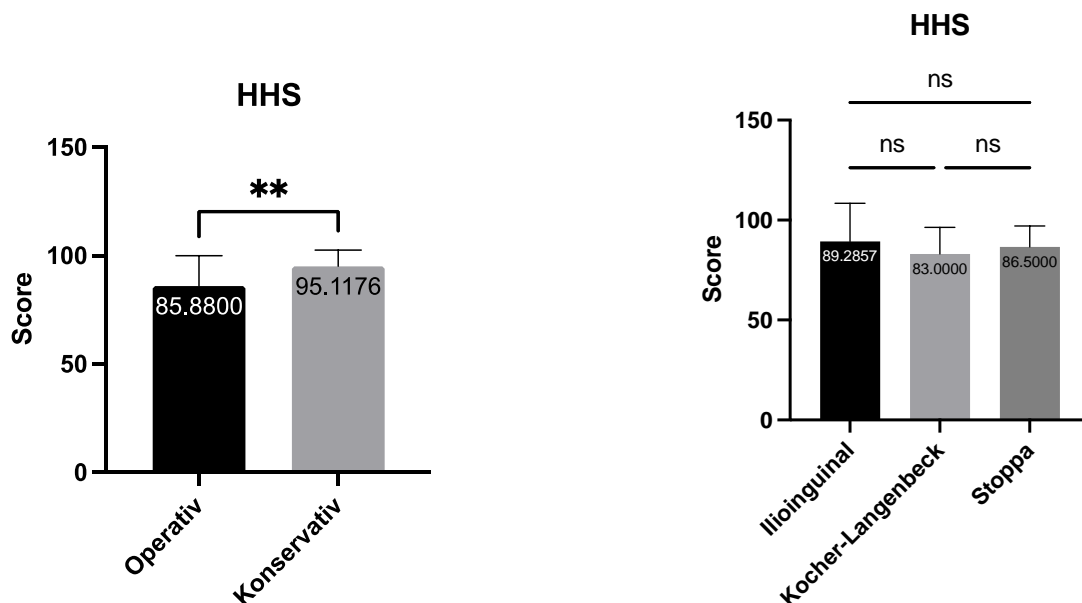 HHS
150
100
50
0
Score
**
85.8800
95.1176
Operativ
Konservativ
HHS
ns
ns
ns
150
100
50
0
Score
89.2857
83.0000
86.5000
Ilioinguinal
Kocher-Langenbeck
Stoppa